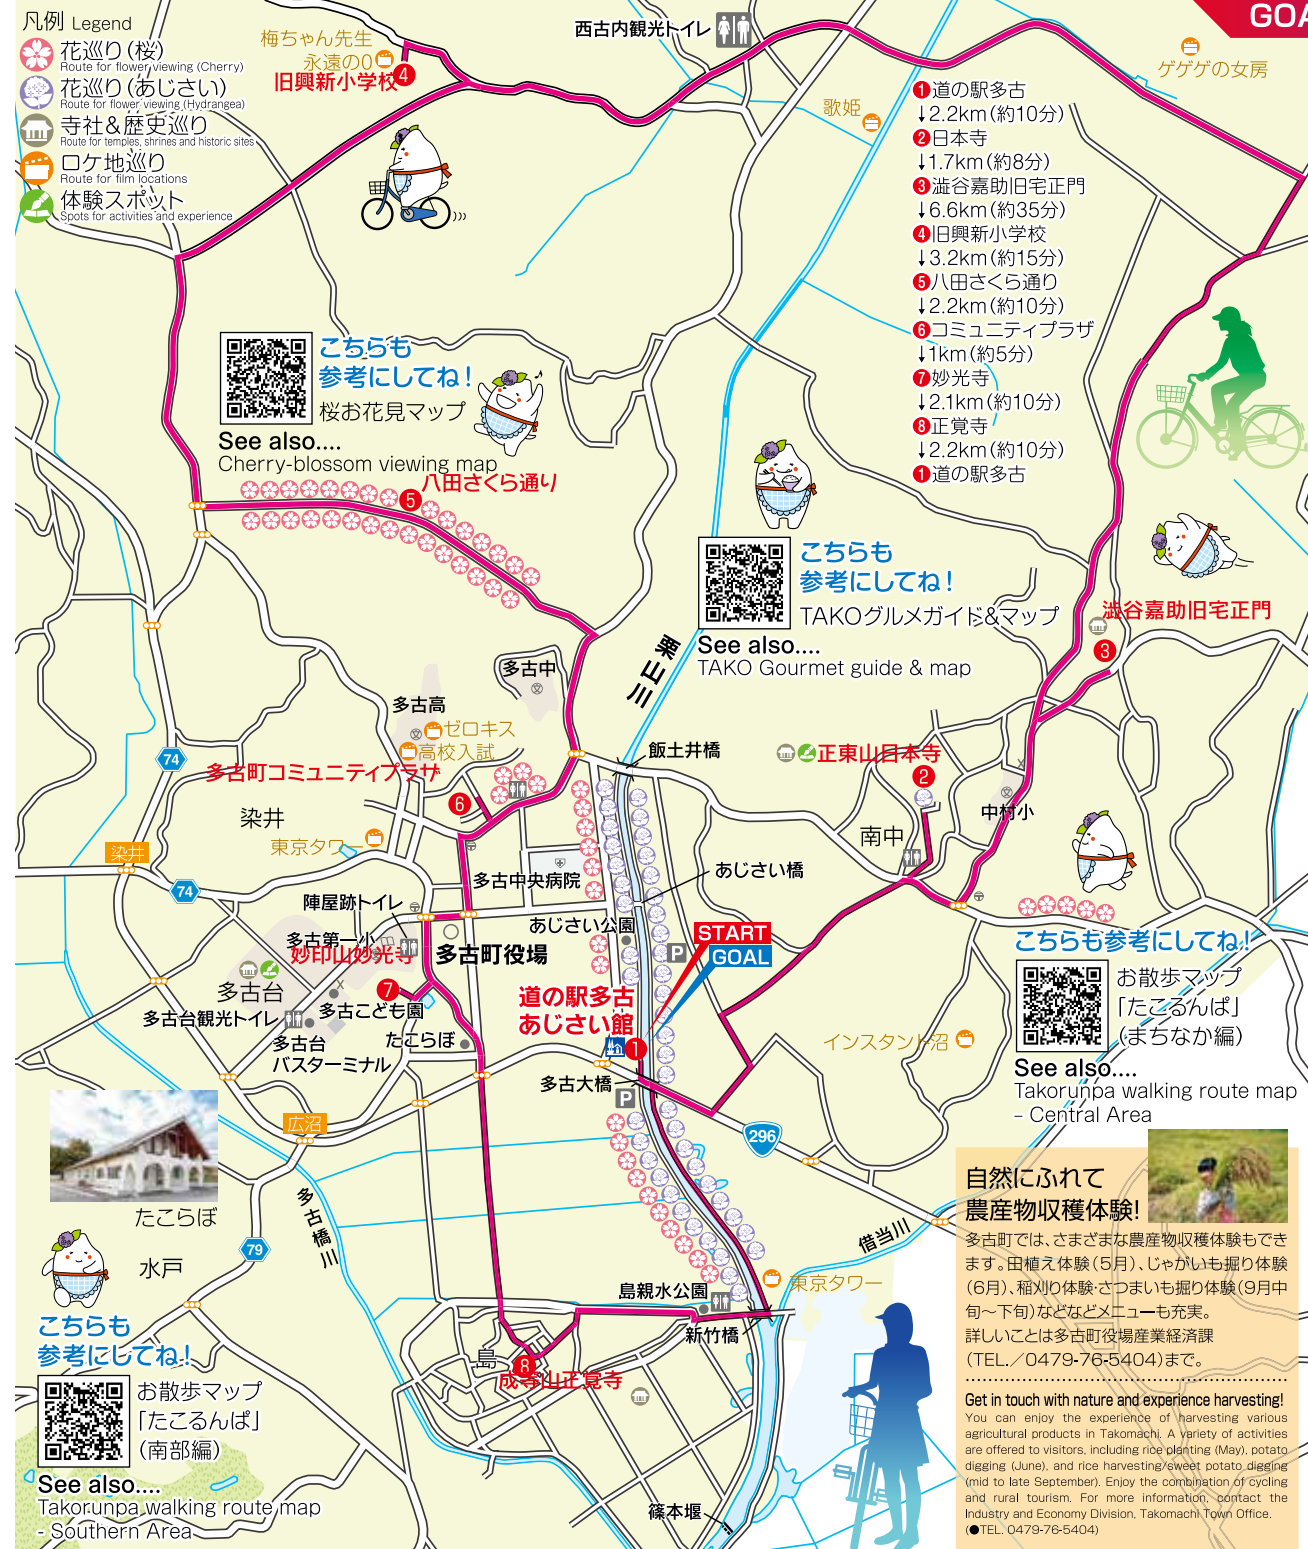 凡例 Legend
花巡り(桜)
Route for flower viewing (Cherry)
花巡り(あじさい)
Route for flower viewing (Hydrangea)
寺社&歴史巡り
Route for temples, shrines and historic sites
ロケ地巡り
Route for film locations
体験スポット
Spots for activities and experience
梅ちゃん先生
永遠の0
旧興新小学校
4
西古内観光トイレ
GOA
ゲゲゲの女房
歌姫
1道の駅多古
↓2.2km(約10分)
2日本寺
↓1.7km(約8分)
3澁谷嘉助旧宅正門
↓6.6km(約35分)
4旧興新小学校
↓3.2km(約15分)
5八田さくら通り
↓2.2km(約10分)
6コミュニティプラザ
↓1km(約5分)
7妙光寺
↓2.1km(約10分)
8正覚寺
↓2.2km(約10分)
1道の駅多古
こちらも
参考にしてね!
桜お花見マップ
See also....
Cherry-blossom viewing map
八田さくら通り
5
こちらも
参考にしてね!
TAKOグルメガイド&マップ
See also....
TAKO Gourmet guide & map
澁谷嘉助旧宅正門
3
栗山川
多古中
多古高
ゼロキス
高校入試
飯土井橋
正東山日本寺
2
74
多古町コミュニティプラザ
6
中村小
染井
東京タワー
南中
染井
74
多古中央病院
あじさい橋
陣屋跡トイレ
あじさい公園
START
GOAL
P
多古第一小
妙印山妙光寺
多古町役場
こちらも参考にしてね!
お散歩マップ
「たこるんぱ」
(まちなか編)
See also....
Takorunpa walking route map
– Central Area
多古台
7
道の駅多古
あじさい館
1
多古台観光トイレ
多古こども園
たこらぼ
多古台
バスターミナル
インスタント沼
多古大橋
P
広沼
296
たこらぼ
多古橋川
79
水戸
借当川
東京タワー
島親水公園
新竹橋
島
8
成等山正覚寺
篠本堰
こちらも
参考にしてね!
お散歩マップ
「たこるんぱ」
(南部編)
See also....
Takorunpa walking route map
- Southern Area
自然にふれて
農産物収穫体験!
多古町では、さまざまな農産物収穫体験もでき
ます。田植え体験(5月)、じゃがいも掘り体験
(6月)、稲刈り体験・さつまいも掘り体験(9月中
旬〜下旬)などなどメニューも充実。
詳しいことは多古町役場産業経済課
(TEL.／0479-76-5404)まで。
Get in touch with nature and experience harvesting!
You can enjoy the experience of harvesting various
agricultural products in Takomachi. A variety of activities
are offered to visitors, including rice planting (May), potato
digging (June), and rice harvesting/sweet potato digging
(mid to late September). Enjoy the combination of cycling
and rural tourism. For more information, contact the
Industry and Economy Division, Takomachi Town Office.
(●TEL. 0479-76-5404)